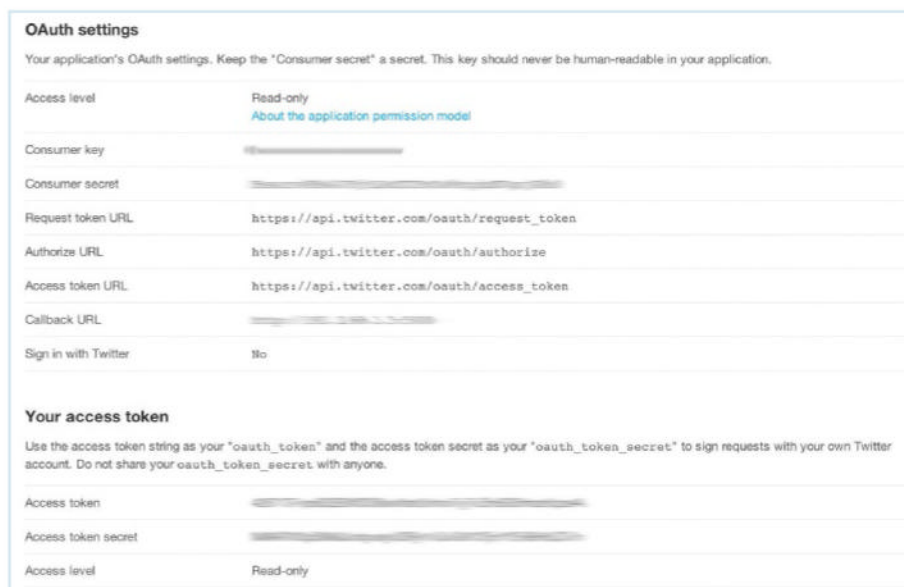 OAuth settings
Your application's OAuth settings. Keep the "Consumer secret" a secret. This key should never be human-readable in your application.
Access level Read-only
About the application permission model
Consumer key
Consumer secret
Request token URL https://api.twitter.com/oauth/request_token
Authorize URL https://api.twitter.com/oauth/authorize
Access token URL https://api.twitter.com/oauth/access_token
Callback URL
Sign in with Twitter No
Your access token
Use the access token string as your "oauth_token" and the access token secret as your "oauth_token_secret" to sign requests with your own Twitter
account. Do not share your oauth_token_secret with anyone.
Access token
Access token secret
Access level Read-only